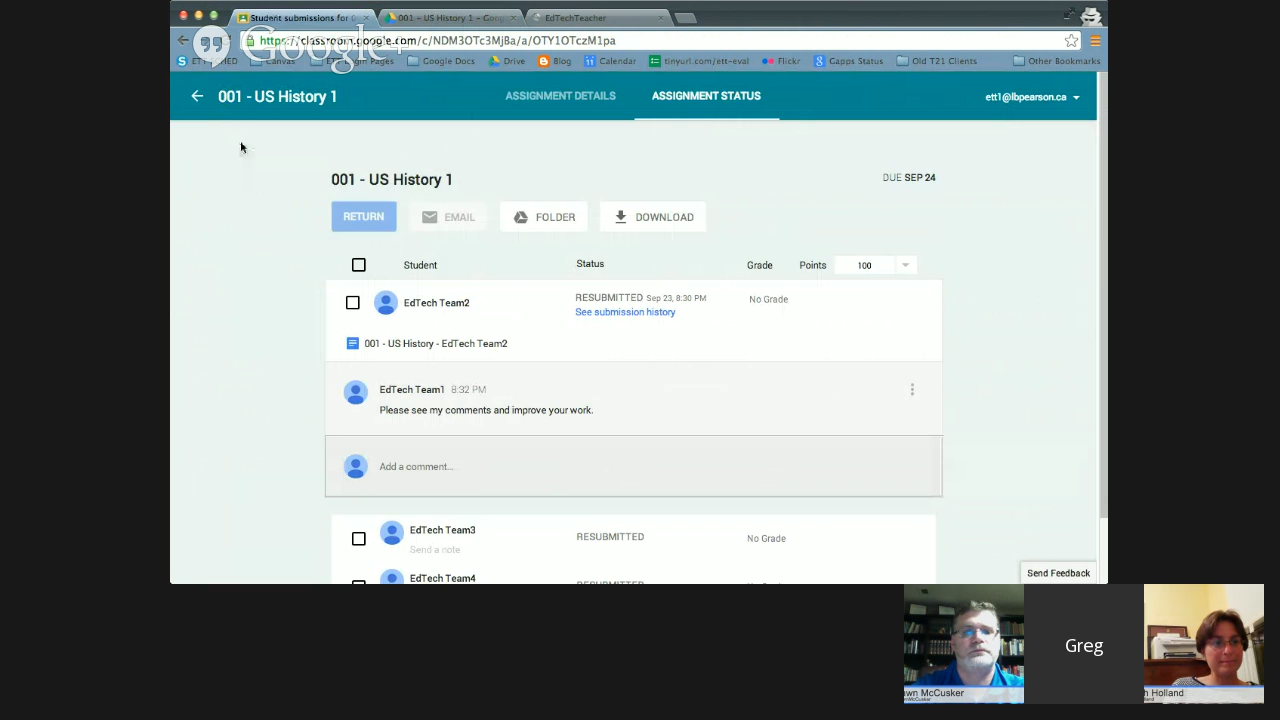 Student submissions for
001 - US History 1 - Goo
EdTechTeacher
https://classroom.google.com/c/NDM3OTc3MjBa/a/OTY1OTczM1pa
Google+
Canvas
Google Docs
Drive
Blog
Calendar
tinyurl.com/ett-eval
Flickr
Gapps Status
Old T21 Clients
Other Bookmarks
001 - US History 1
ASSIGNMENT DETAILS
ASSIGNMENT STATUS
ett1@lbpearson.ca
001 - US History 1
DUE SEP 24
RETURN
EMAIL
FOLDER
DOWNLOAD
Student
Status
Grade
Points
100
EdTech Team2
RESUBMITTED Sep 23, 8:30 PM
No Grade
See submission history
001 - US History - EdTech Team2
EdTech Team1 8:32 PM
Please see my comments and improve your work.
Add a comment...
EdTech Team3
RESUBMITTED
No Grade
Send a note
EdTech Team4
RESUBMITTED
Send Feedback
Greg
wn McCusker
h Holland